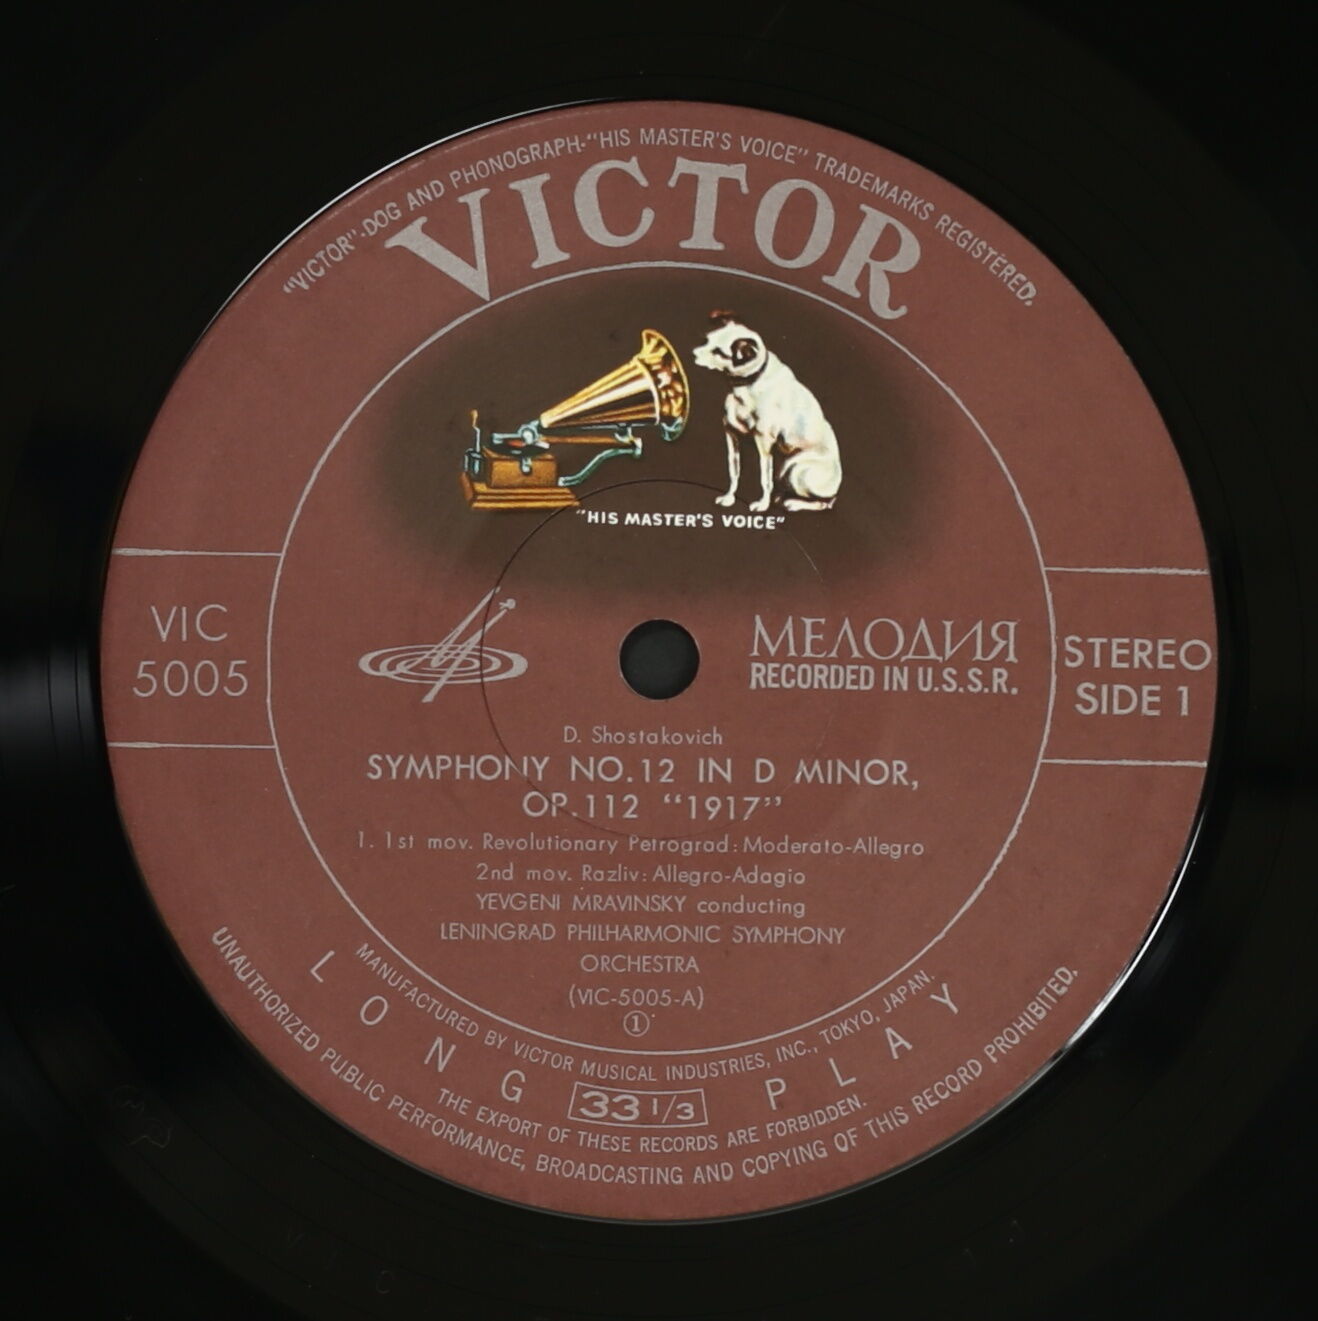 "VICTOR"-DOG AND PHONOGRAPH-"HIS MASTER'S VOICE" TRADEMARKS REGISTERED.
VICTOR
"HIS MASTER'S VOICE"
VIC
5005
МЕЛОДИЯ
RECORDED IN U.S.S.R.
STEREO
SIDE 1
D. Shostakovich
SYMPHONY NO.12 IN D MINOR,
OP.112 “1917”
1. 1st mov. Revolutionary Petrograd: Moderato-Allegro
2nd mov. Razliv: Allegro-Adagio
YEVGENI MRAVINSKY conducting
LENINGRAD PHILHARMONIC SYMPHONY
ORCHESTRA
(VIC-5005-A)
①
MANUFACTURED BY VICTOR MUSICAL INDUSTRIES, INC., TOKYO, JAPAN.
LONG 33 1/3 PLAY
THE EXPORT OF THESE RECORDS ARE FORBIDDEN.
UNAUTHORIZED PUBLIC PERFORMANCE, BROADCASTING AND COPYING OF THIS RECORD PROHIBITED.